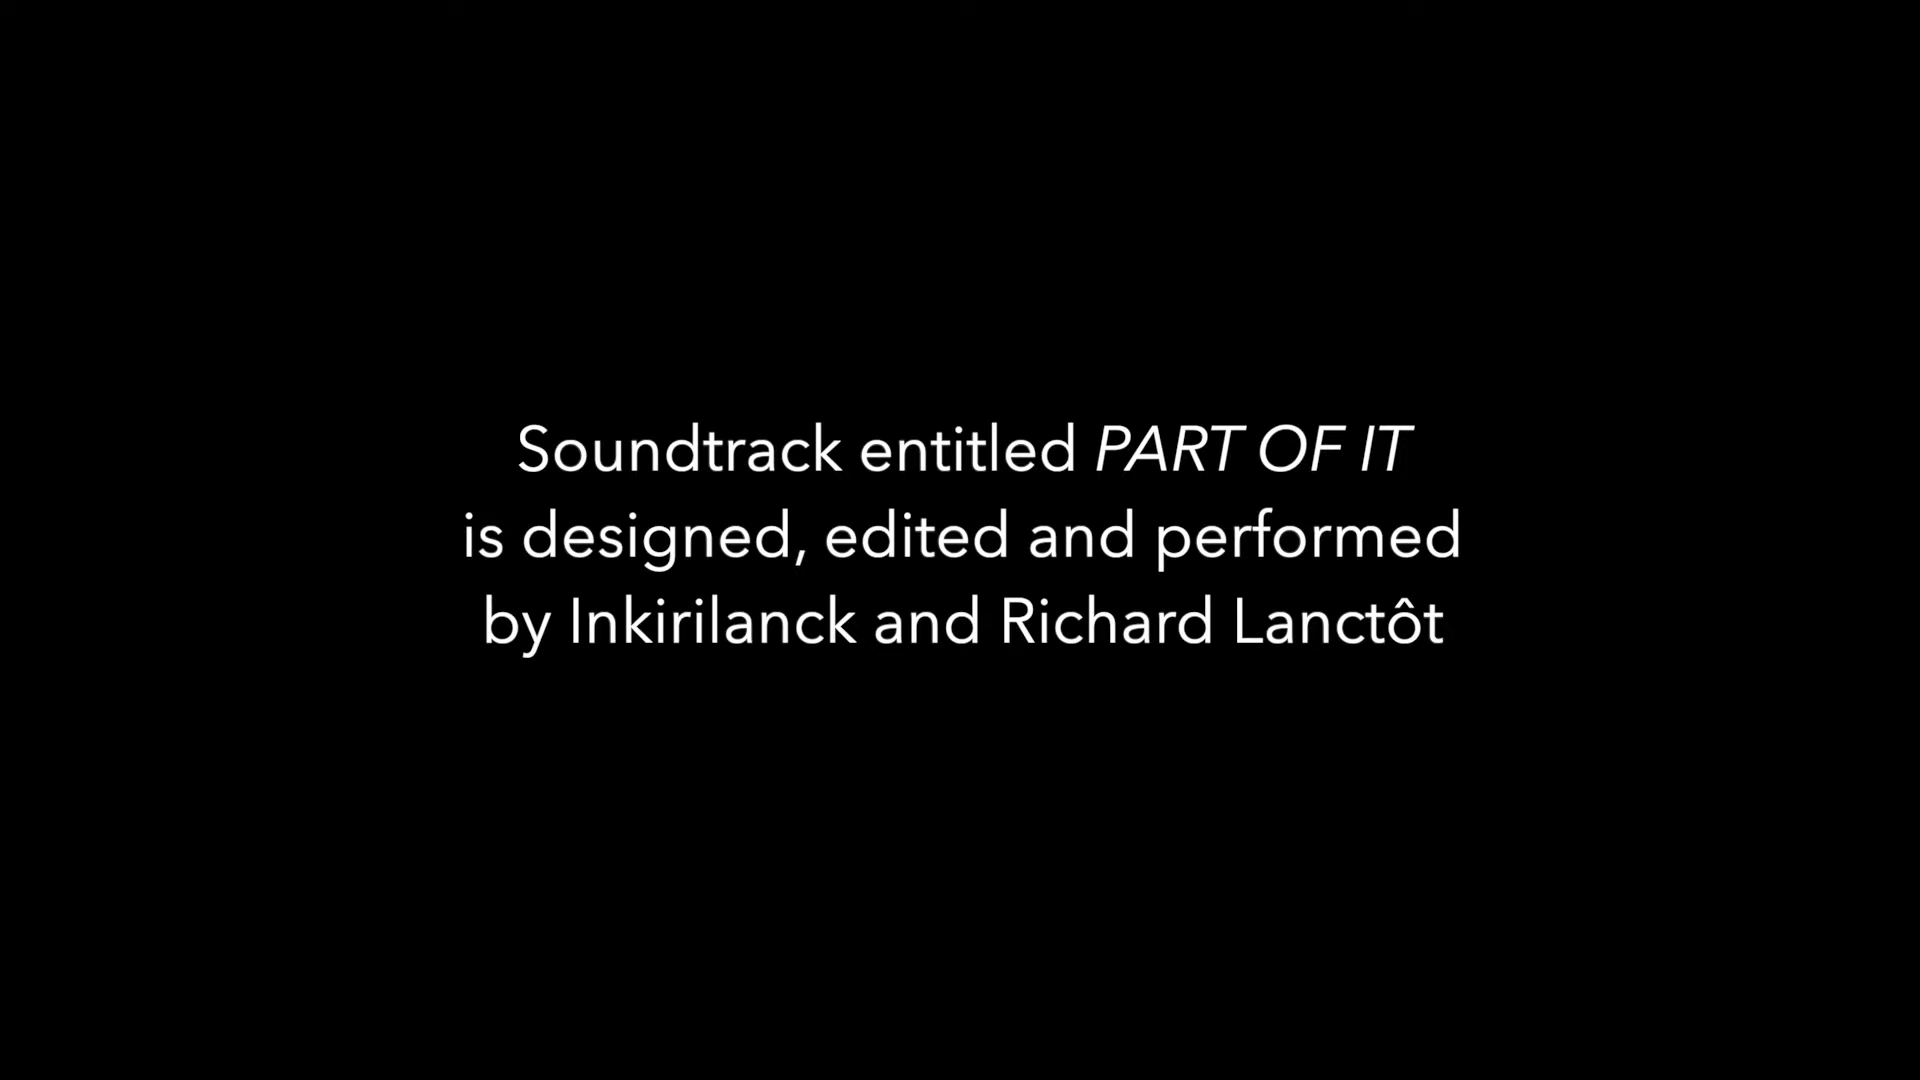 Soundtrack entitled PART OF IT
is designed, edited and performed
by Inkirilanck and Richard Lanctôt